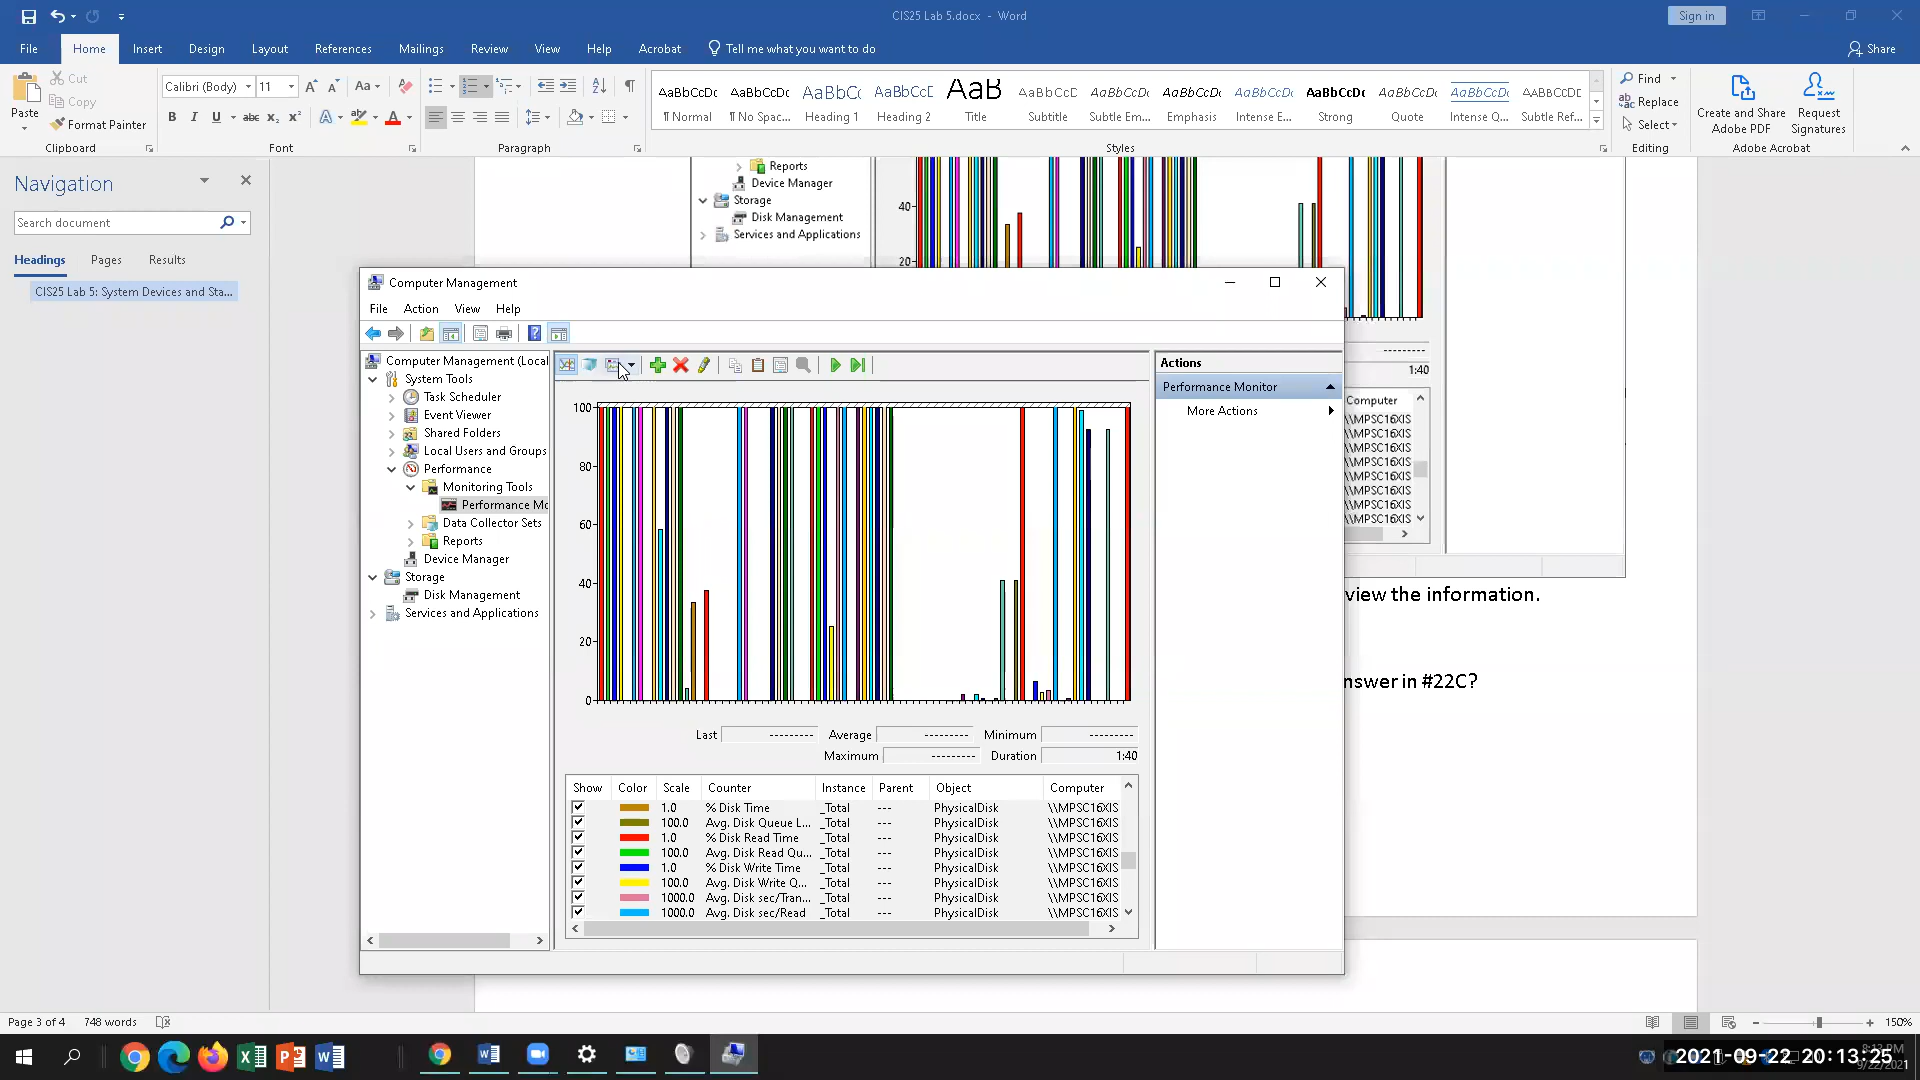 CIS25 Lab 5.docx - Word
Sign in
File Home Insert Design Layout References Mailings Review View Help Acrobat Tell me what you want to do Share
Paste
Cut
Copy
Format Painter
Clipboard
Calibri (Body) 11
Font
Paragraph
AaBbCcDc AaBbCcDc AaBbC( AaBbCcE AaB AaBbCcD AaBbCcDc AaBbCcDc AaBbCcDc AaBbCcDc AaBbCcDc AaBbCcDc AABBCCDE
¶ Normal ¶ No Spac... Heading 1 Heading 2 Title Subtitle Subtle Em... Emphasis Intense E... Strong Quote Intense Q... Subtle Ref...
Styles
Find
Replace
Select
Editing
Create and Share Adobe PDF
Request Signatures
Adobe Acrobat
Navigation
Search document
Headings Pages Results
CIS25 Lab 5: System Devices and Sta...
Reports
Device Manager
Storage
Disk Management
Services and Applications
40
20
1:40
Computer
\\MPSC16XIS
\\MPSC16XIS
\\MPSC16XIS
\\MPSC16XIS
\\MPSC16XIS
\\MPSC16XIS
\\MPSC16XIS
\\MPSC16XIS
view the information.
nswer in #22C?
Computer Management
File Action View Help
Computer Management (Local
System Tools
Task Scheduler
Event Viewer
Shared Folders
Local Users and Groups
Performance
Monitoring Tools
Performance Mo
Data Collector Sets
Reports
Device Manager
Storage
Disk Management
Services and Applications
100
80
60
40
20
0
Last --------- Average --------- Minimum ---------
Maximum --------- Duration 1:40
Show Color Scale Counter Instance Parent Object Computer
1.0 % Disk Time _Total --- PhysicalDisk \\MPSC16XIS
100.0 Avg. Disk Queue L... _Total --- PhysicalDisk \\MPSC16XIS
1.0 % Disk Read Time _Total --- PhysicalDisk \\MPSC16XIS
100.0 Avg. Disk Read Qu... _Total --- PhysicalDisk \\MPSC16XIS
1.0 % Disk Write Time _Total --- PhysicalDisk \\MPSC16XIS
100.0 Avg. Disk Write Q... _Total --- PhysicalDisk \\MPSC16XIS
1000.0 Avg. Disk sec/Tran... _Total --- PhysicalDisk \\MPSC16XIS
1000.0 Avg. Disk sec/Read _Total --- PhysicalDisk \\MPSC16XIS
Actions
Performance Monitor
More Actions
Page 3 of 4 748 words
150%
2021-09-22 20:13:25
8:13 PM
9/22/2021